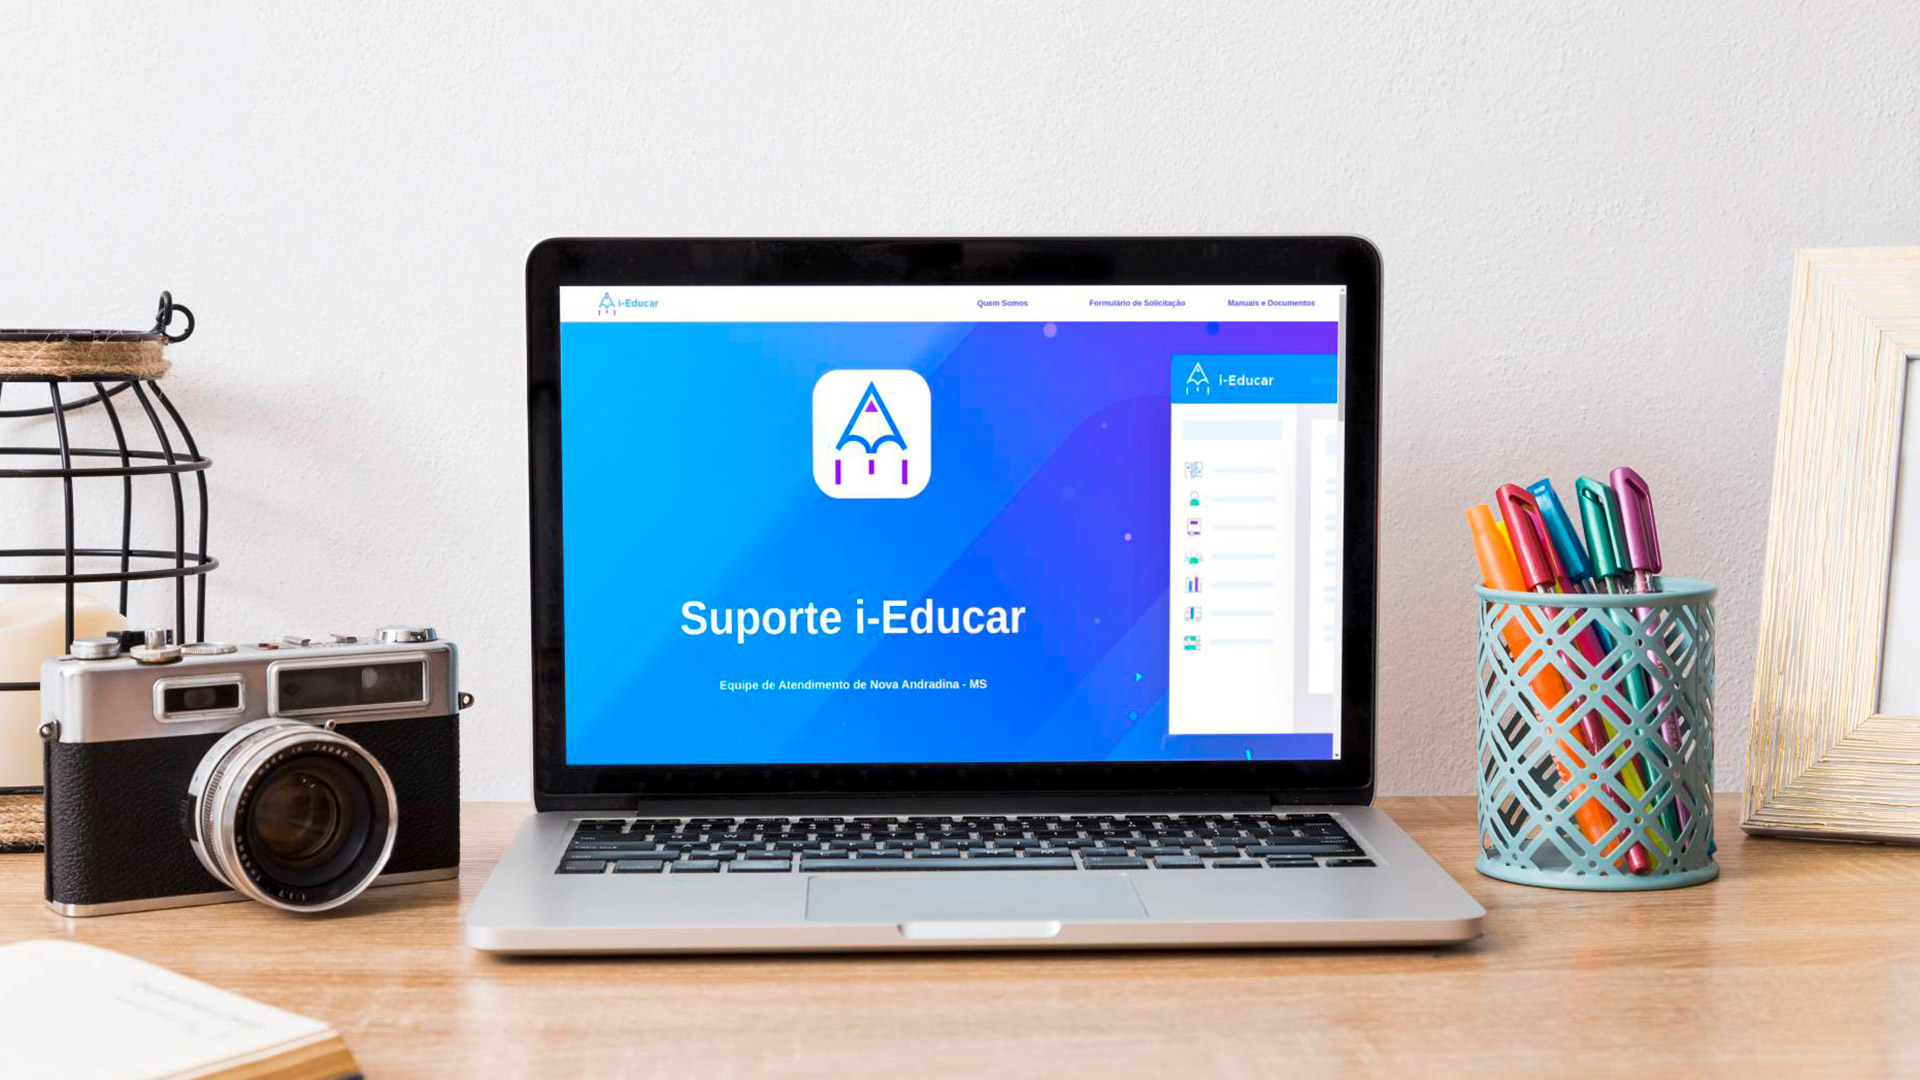 i-Educar
Quem Somos
Formulário de Solicitação
Manuais e Documentos
i-Educar
Suporte i-Educar
Equipe de Atendimento de Nova Andradina - MS